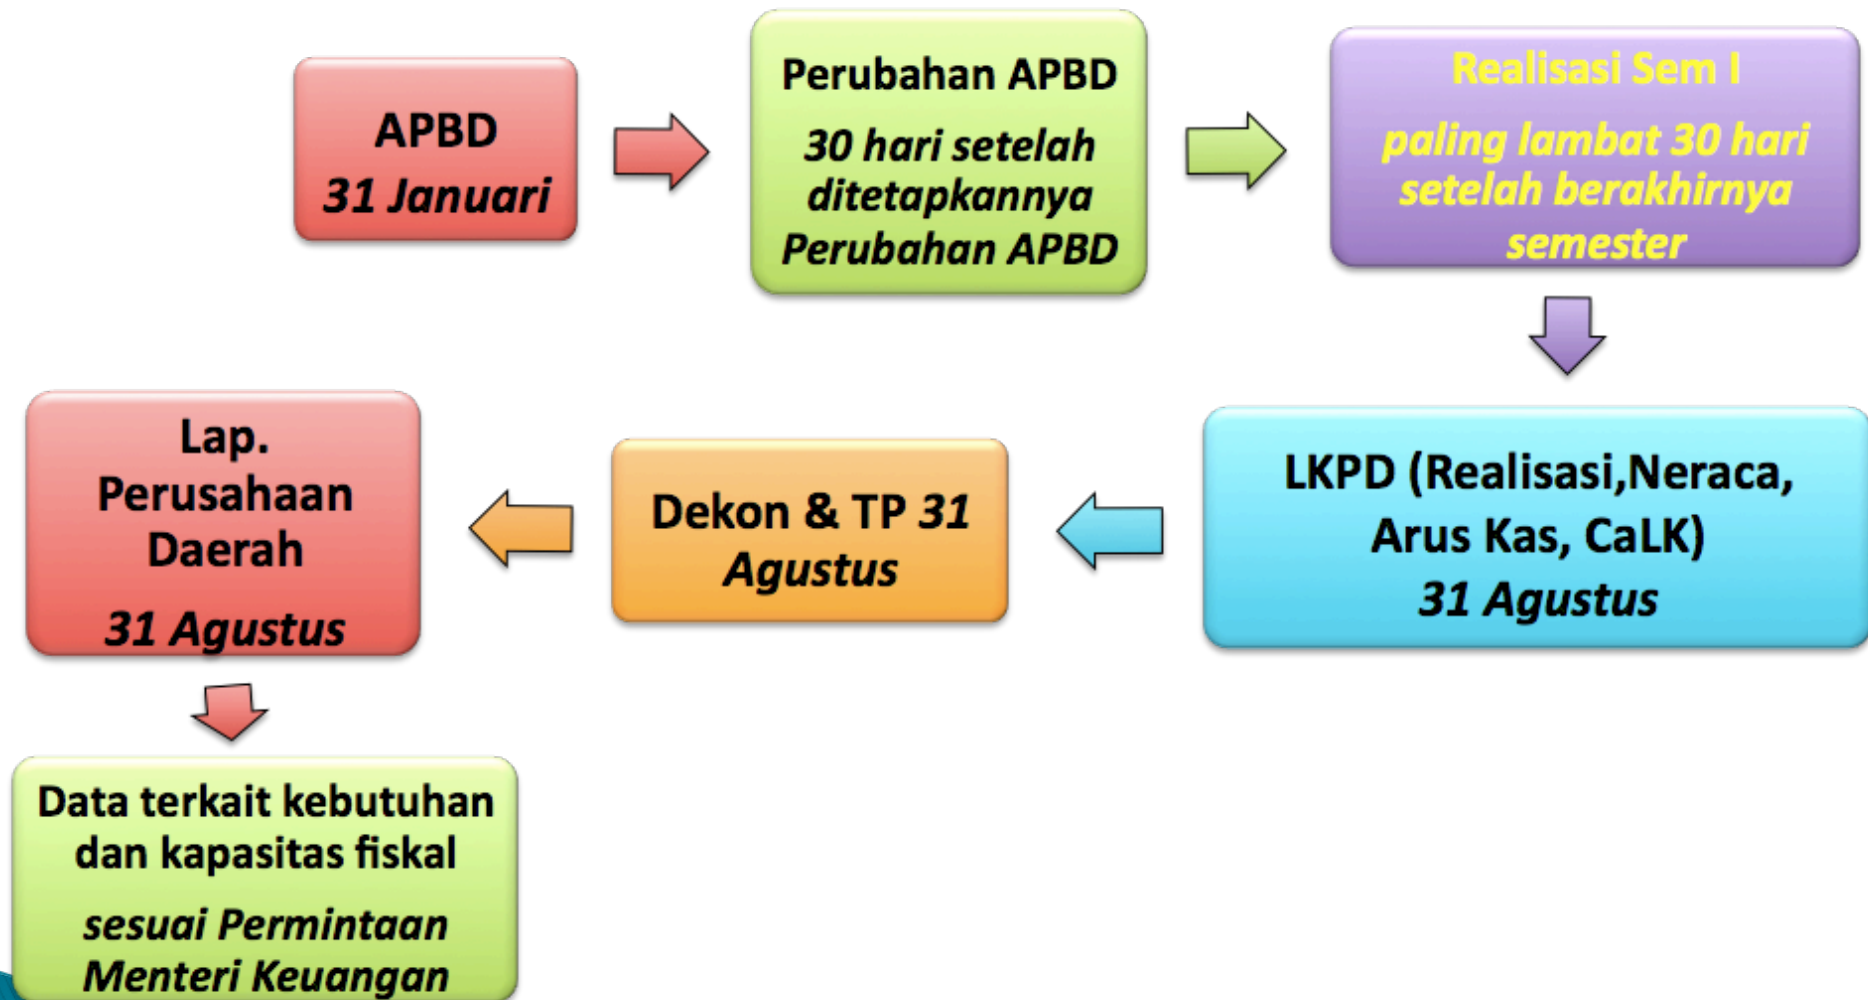 APBD
31 Januari
Perubahan APBD
30 hari setelah
ditetapkannya
Perubahan APBD
Realisasi Sem I
paling lambat 30 hari
setelah berakhirnya
semester
LKPD (Realisasi,Neraca,
Arus Kas, CaLK)
31 Agustus
Dekon & TP 31
Agustus
Lap.
Perusahaan
Daerah
31 Agustus
Data terkait kebutuhan
dan kapasitas fiskal
sesuai Permintaan
Menteri Keuangan